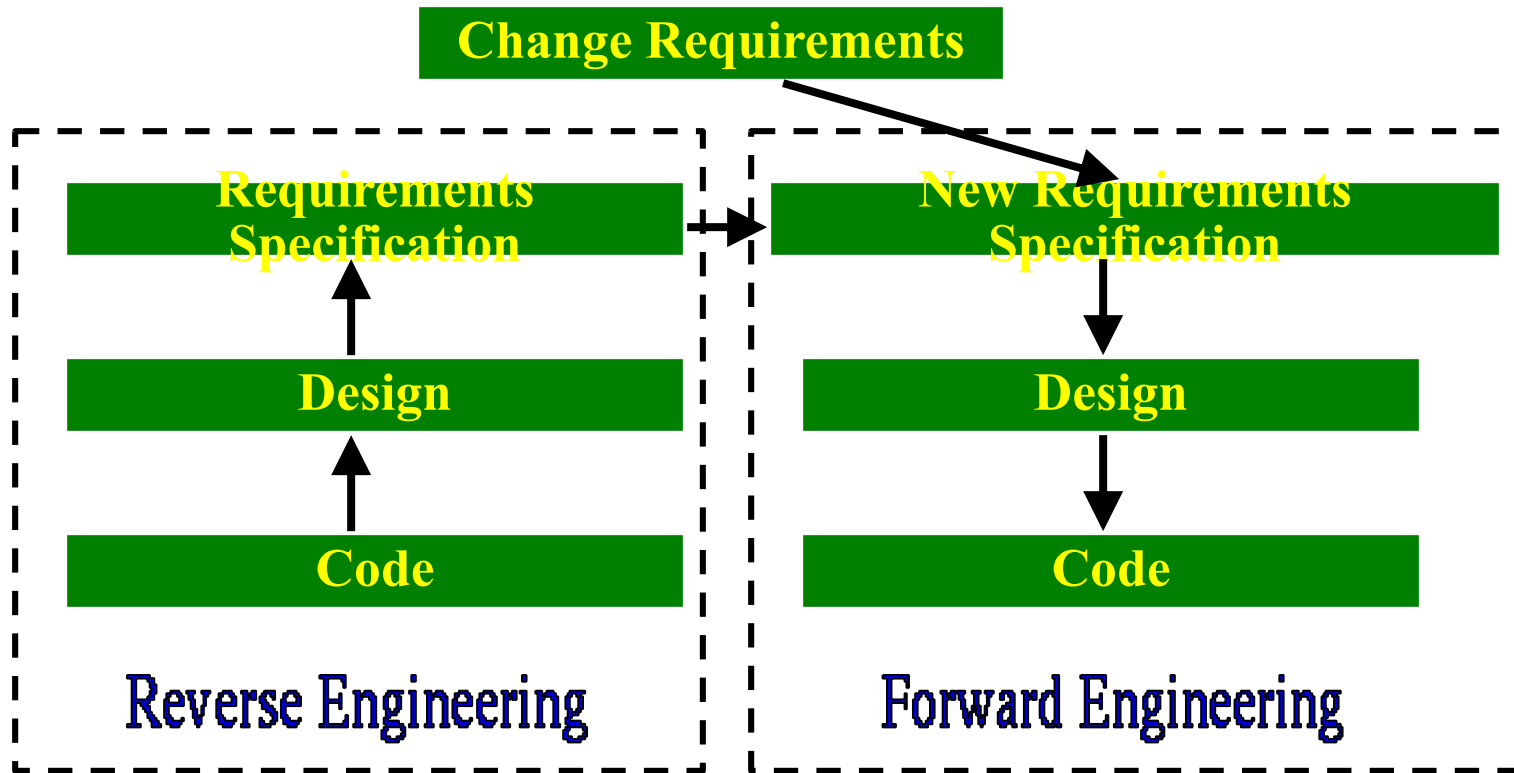 Change Requirements
Requirements
Specification
Design
Code
Reverse Engineering
New Requirements
Specification
Design
Code
Forward Engineering